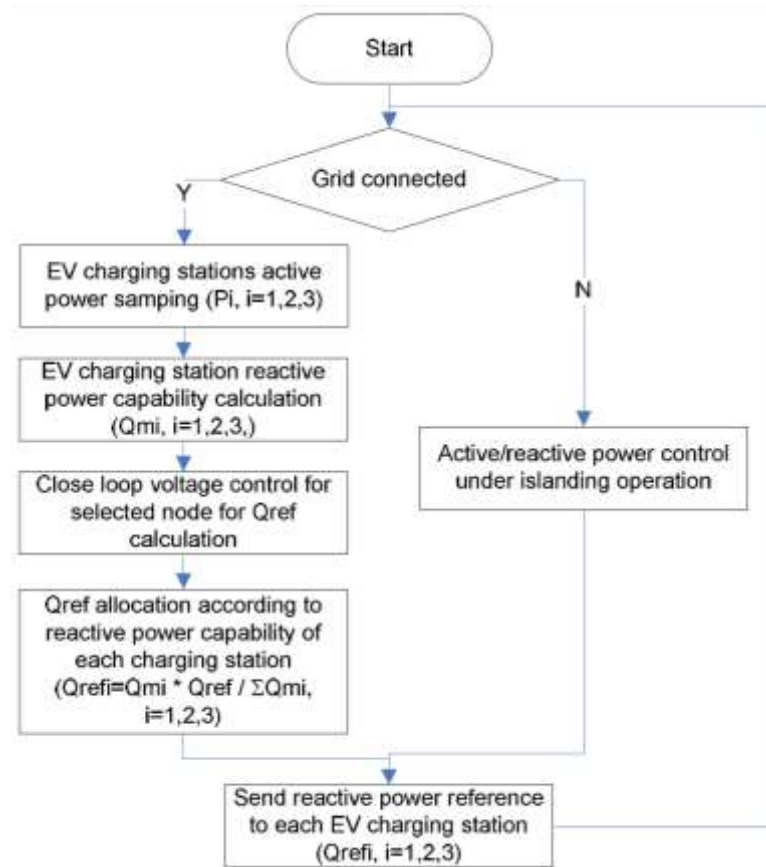 Start
Grid connected
Y
N
EV charging stations active
power samping (Pi, i=1,2,3)
EV charging station reactive
power capability calculation
(Qmi, i=1,2,3,)
Close loop voltage control for
selected node for Qref
calculation
Qref allocation according to
reactive power capability of
each charging station
(Qrefi=Qmi * Qref / ΣQmi,
i=1,2,3)
Active/reactive power control
under islanding operation
Send reactive power reference
to each EV charging station
(Qrefi, i=1,2,3)